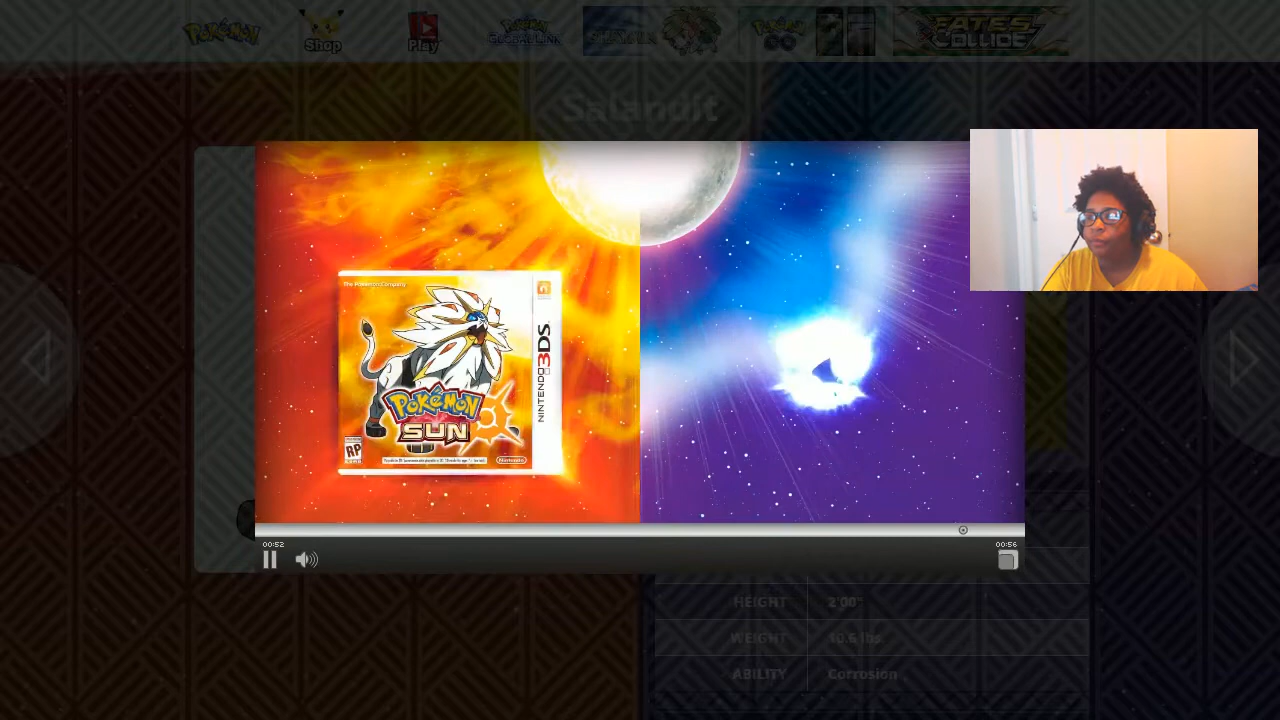 Pokémon
Shop
Play
Pokémon
Global Link
Pokémon
GO
FATES
COLLIDE
Salandit
The Pokémon Company
NINTENDO 3DS
Pokémon
SUN
RP
Nintendo
00:52
00:56
HEIGHT 2'00"
WEIGHT 10.6 lbs.
ABILITY Corrosion